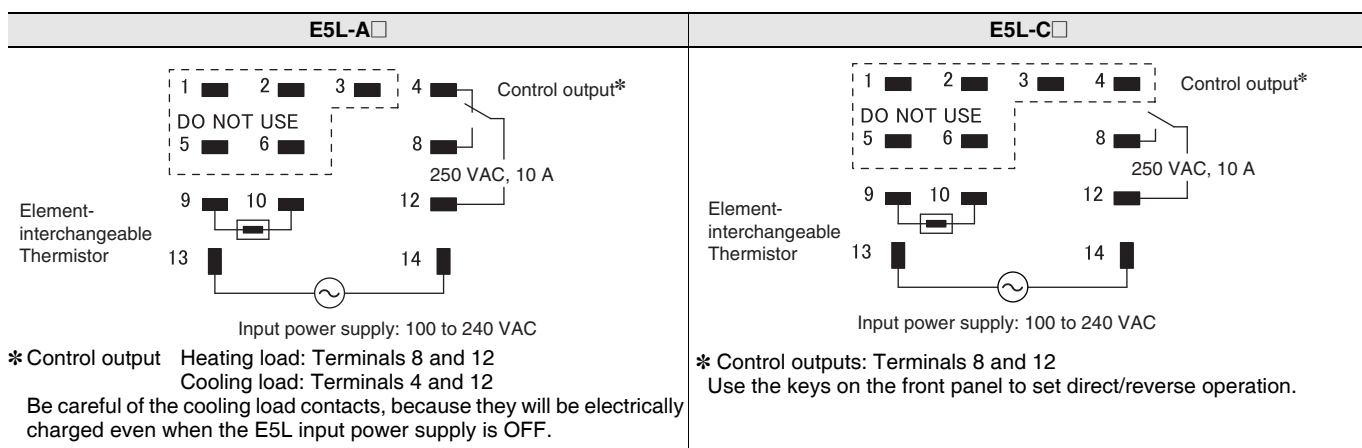 E5L-A□
1 2 3 4 Control output*
DO NOT USE
5 6 8
250 VAC, 10 A
9 10 12
Element-
interchangeable
Thermistor
13 14
Input power supply: 100 to 240 VAC
* Control output Heating load: Terminals 8 and 12
Cooling load: Terminals 4 and 12
Be careful of the cooling load contacts, because they will be electrically
charged even when the E5L input power supply is OFF.
E5L-C□
1 2 3 4 Control output*
DO NOT USE
5 6 8
250 VAC, 10 A
9 10 12
Element-
interchangeable
Thermistor
13 14
Input power supply: 100 to 240 VAC
* Control outputs: Terminals 8 and 12
Use the keys on the front panel to set direct/reverse operation.